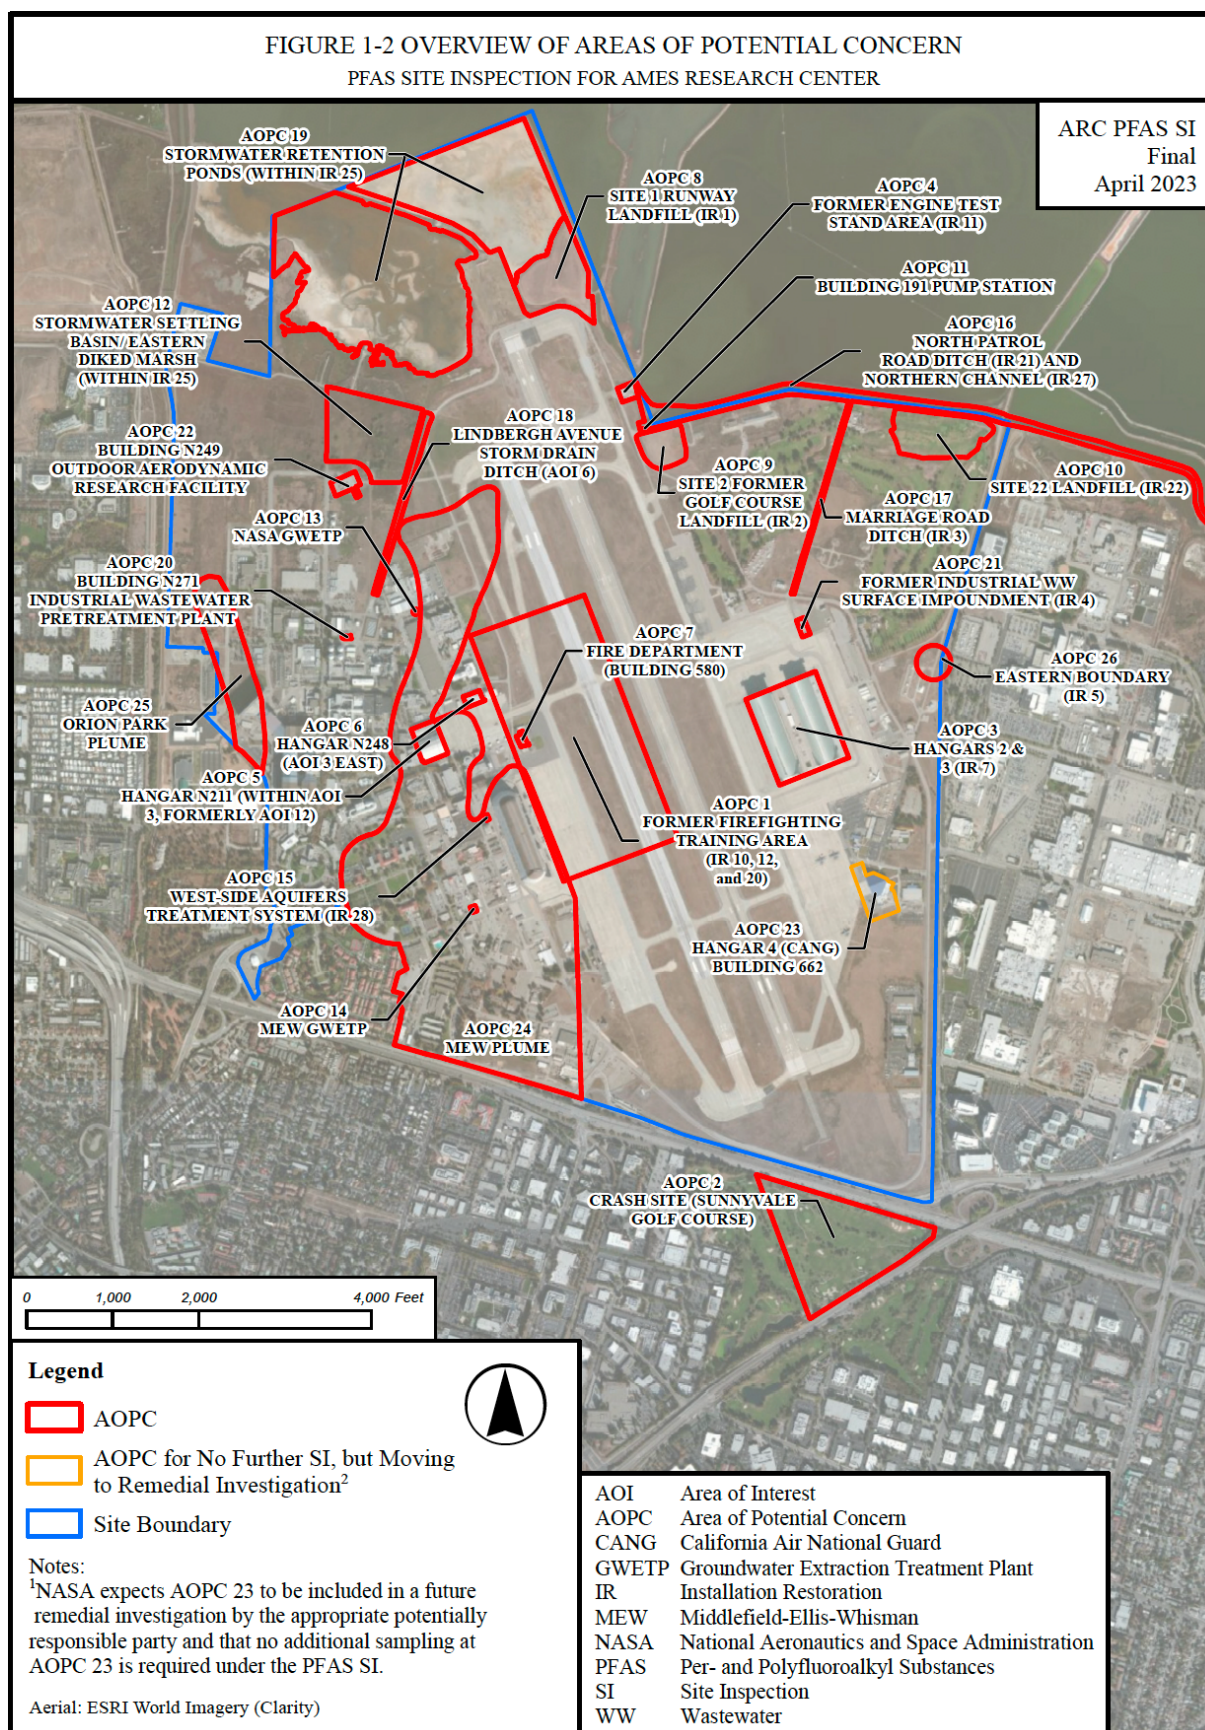 FIGURE 1-2 OVERVIEW OF AREAS OF POTENTIAL CONCERN
PFAS SITE INSPECTION FOR AMES RESEARCH CENTER
ARC PFAS SI
Final
April 2023
AOPC 19
STORMWATER RETENTION
PONDS (WITHIN IR 25)
AOPC 8
SITE 1 RUNWAY
LANDFILL (IR 1)
AOPC 4
FORMER ENGINE TEST
STAND AREA (IR 11)
AOPC 11
BUILDING 191 PUMP STATION
AOPC 12
STORMWATER SETTLING
BASIN/ EASTERN
DIKED MARSH
(WITHIN IR 25)
AOPC 16
NORTH PATROL
ROAD DITCH (IR 21) AND
NORTHERN CHANNEL (IR 27)
AOPC 22
BUILDING N249
OUTDOOR AERODYNAMIC
RESEARCH FACILITY
AOPC 18
LINDBERGH AVENUE
STORM DRAIN
DITCH (AOI 6)
AOPC 9
SITE 2 FORMER
GOLF COURSE
LANDFILL (IR 2)
AOPC 10
SITE 22 LANDFILL (IR 22)
AOPC 17
MARRIAGE ROAD
DITCH (IR 3)
AOPC 13
NASA GWETP
AOPC 20
BUILDING N271
INDUSTRIAL WASTEWATER
PRETREATMENT PLANT
AOPC 21
FORMER INDUSTRIAL WW
SURFACE IMPOUNDMENT (IR 4)
AOPC 7
FIRE DEPARTMENT
(BUILDING 580)
AOPC 26
EASTERN BOUNDARY
(IR 5)
AOPC 25
ORION PARK
PLUME
AOPC 6
HANGAR N248
(AOI 3 EAST)
AOPC 3
HANGARS 2 &
3 (IR 7)
AOPC 5
HANGAR N211 (WITHIN AOI
3, FORMERLY AOI 12)
AOPC 1
FORMER FIREFIGHTING
TRAINING AREA
(IR 10, 12,
and 20)
AOPC 15
WEST-SIDE AQUIFERS
TREATMENT SYSTEM (IR 28)
AOPC 23
HANGAR 4 (CANG)
BUILDING 662
AOPC 14
MEW GWETP
AOPC 24
MEW PLUME
AOPC 2
CRASH SITE (SUNNYVALE
GOLF COURSE)
0 1,000 2,000 4,000 Feet
Legend
AOPC
AOPC for No Further SI, but Moving
to Remedial Investigation²
Site Boundary
Notes:
¹NASA expects AOPC 23 to be included in a future
remedial investigation by the appropriate potentially
responsible party and that no additional sampling at
AOPC 23 is required under the PFAS SI.
Aerial: ESRI World Imagery (Clarity)
AOI Area of Interest
AOPC Area of Potential Concern
CANG California Air National Guard
GWETP Groundwater Extraction Treatment Plant
IR Installation Restoration
MEW Middlefield-Ellis-Whisman
NASA National Aeronautics and Space Administration
PFAS Per- and Polyfluoroalkyl Substances
SI Site Inspection
WW Wastewater